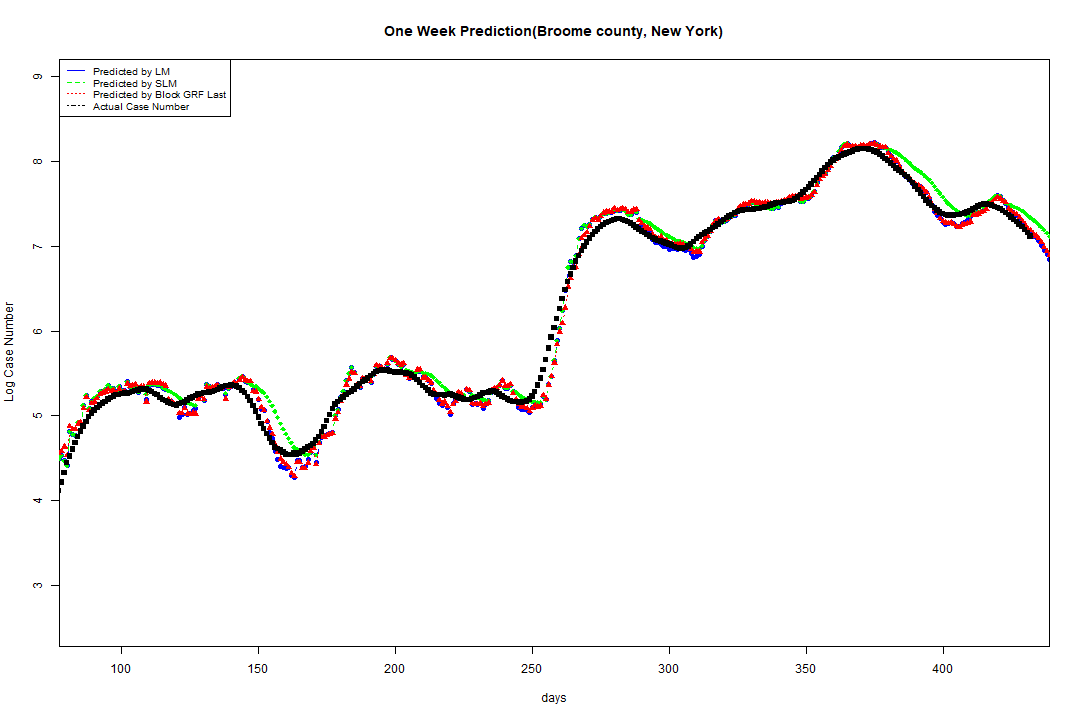 One Week Prediction(Broome county, New York)
Predicted by LM
Predicted by SLM
Predicted by Block GRF Last
Actual Case Number
9
8
7
6
5
4
3
Log Case Number
100 150 200 250 300 350 400
days